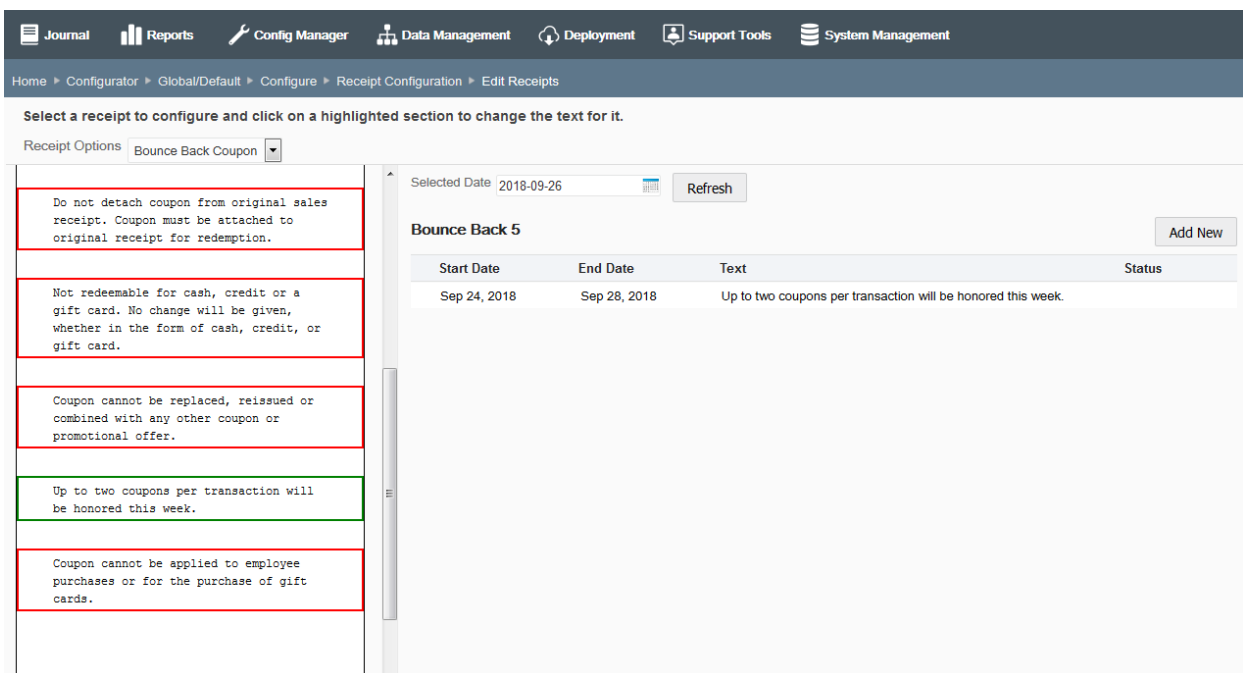 Journal Reports Config Manager Data Management Deployment Support Tools System Management
Home Configurator Global/Default Configure Receipt Configuration Edit Receipts
Select a receipt to configure and click on a highlighted section to change the text for it.
Receipt Options Bounce Back Coupon
Do not detach coupon from original sales
receipt. Coupon must be attached to
original receipt for redemption.
Not redeemable for cash, credit or a
gift card. No change will be given,
whether in the form of cash, credit, or
gift card.
Coupon cannot be replaced, reissued or
combined with any other coupon or
promotional offer.
Up to two coupons per transaction will
be honored this week.
Coupon cannot be applied to employee
purchases or for the purchase of gift
cards.
Selected Date 2018-09-26 Refresh
Bounce Back 5 Add New
Start Date End Date Text Status
Sep 24, 2018 Sep 28, 2018 Up to two coupons per transaction will be honored this week.